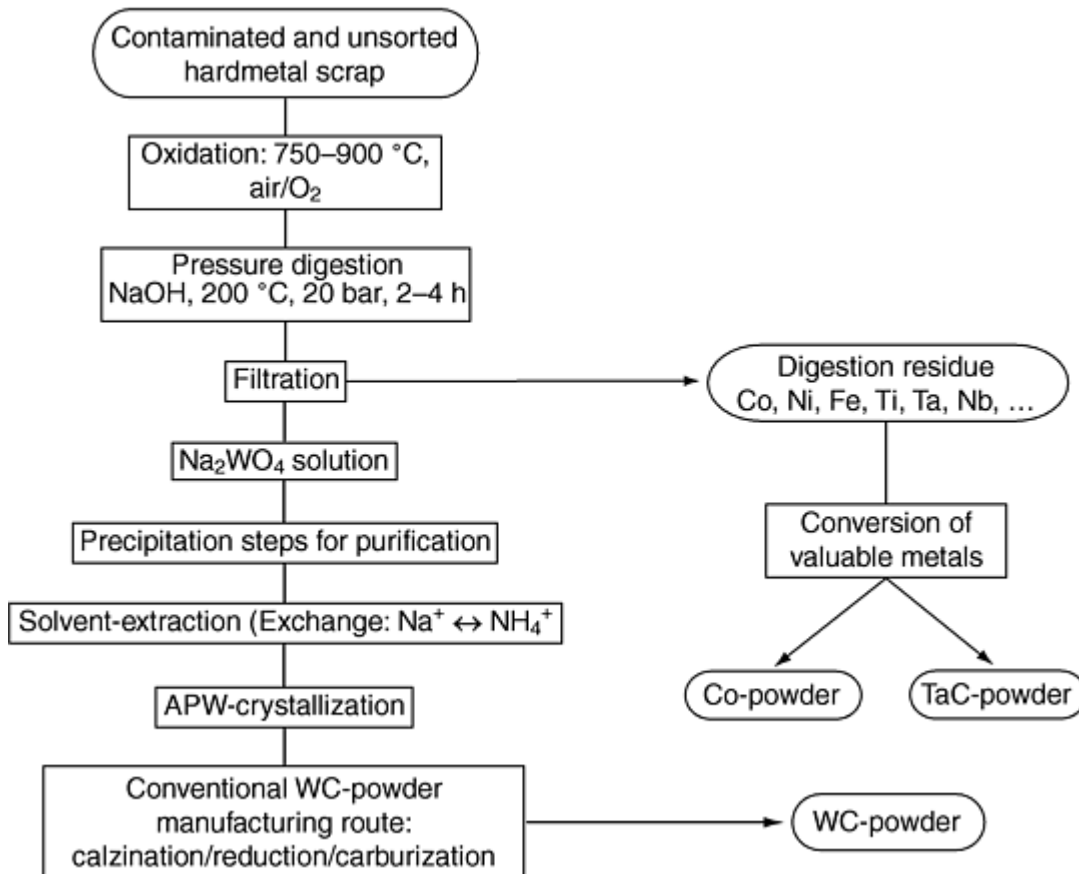 Contaminated and unsorted
hardmetal scrap
Oxidation: 750–900 °C,
air/O₂
Pressure digestion
NaOH, 200 °C, 20 bar, 2–4 h
Filtration
Digestion residue
Co, Ni, Fe, Ti, Ta, Nb, ...
Na₂WO₄ solution
Conversion of
valuable metals
Precipitation steps for purification
Solvent-extraction (Exchange: Na⁺ ↔ NH₄⁺
Co-powder
TaC-powder
APW-crystallization
Conventional WC-powder
manufacturing route:
calzination/reduction/carburization
WC-powder